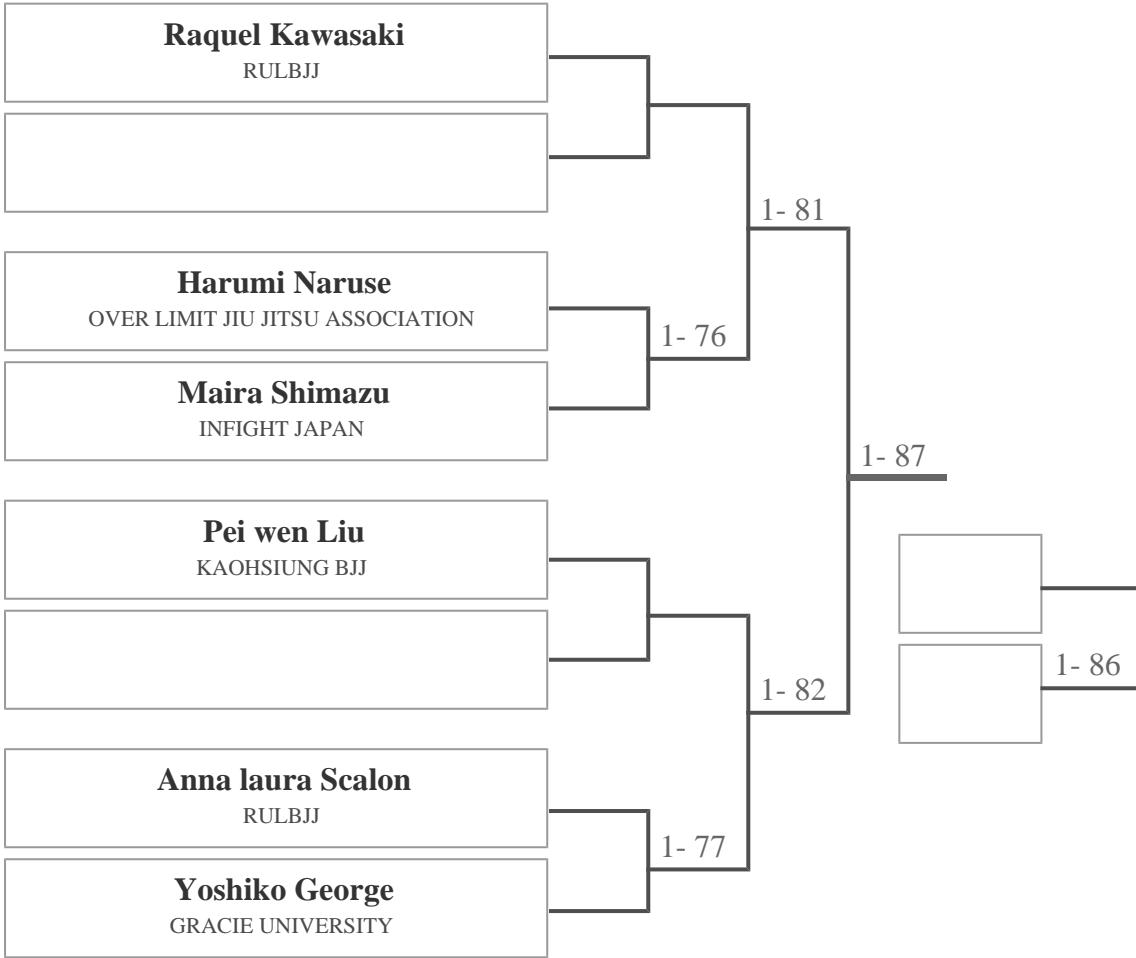 Raquel Kawasaki
RULBJJ
1- 81
Harumi Naruse
OVER LIMIT JIU JITSU ASSOCIATION
1- 76
Maira Shimazu
INFIGHT JAPAN
1- 87
Pei wen Liu
KAOHSIUNG BJJ
1- 86
1- 82
Anna laura Scalon
RULBJJ
1- 77
Yoshiko George
GRACIE UNIVERSITY